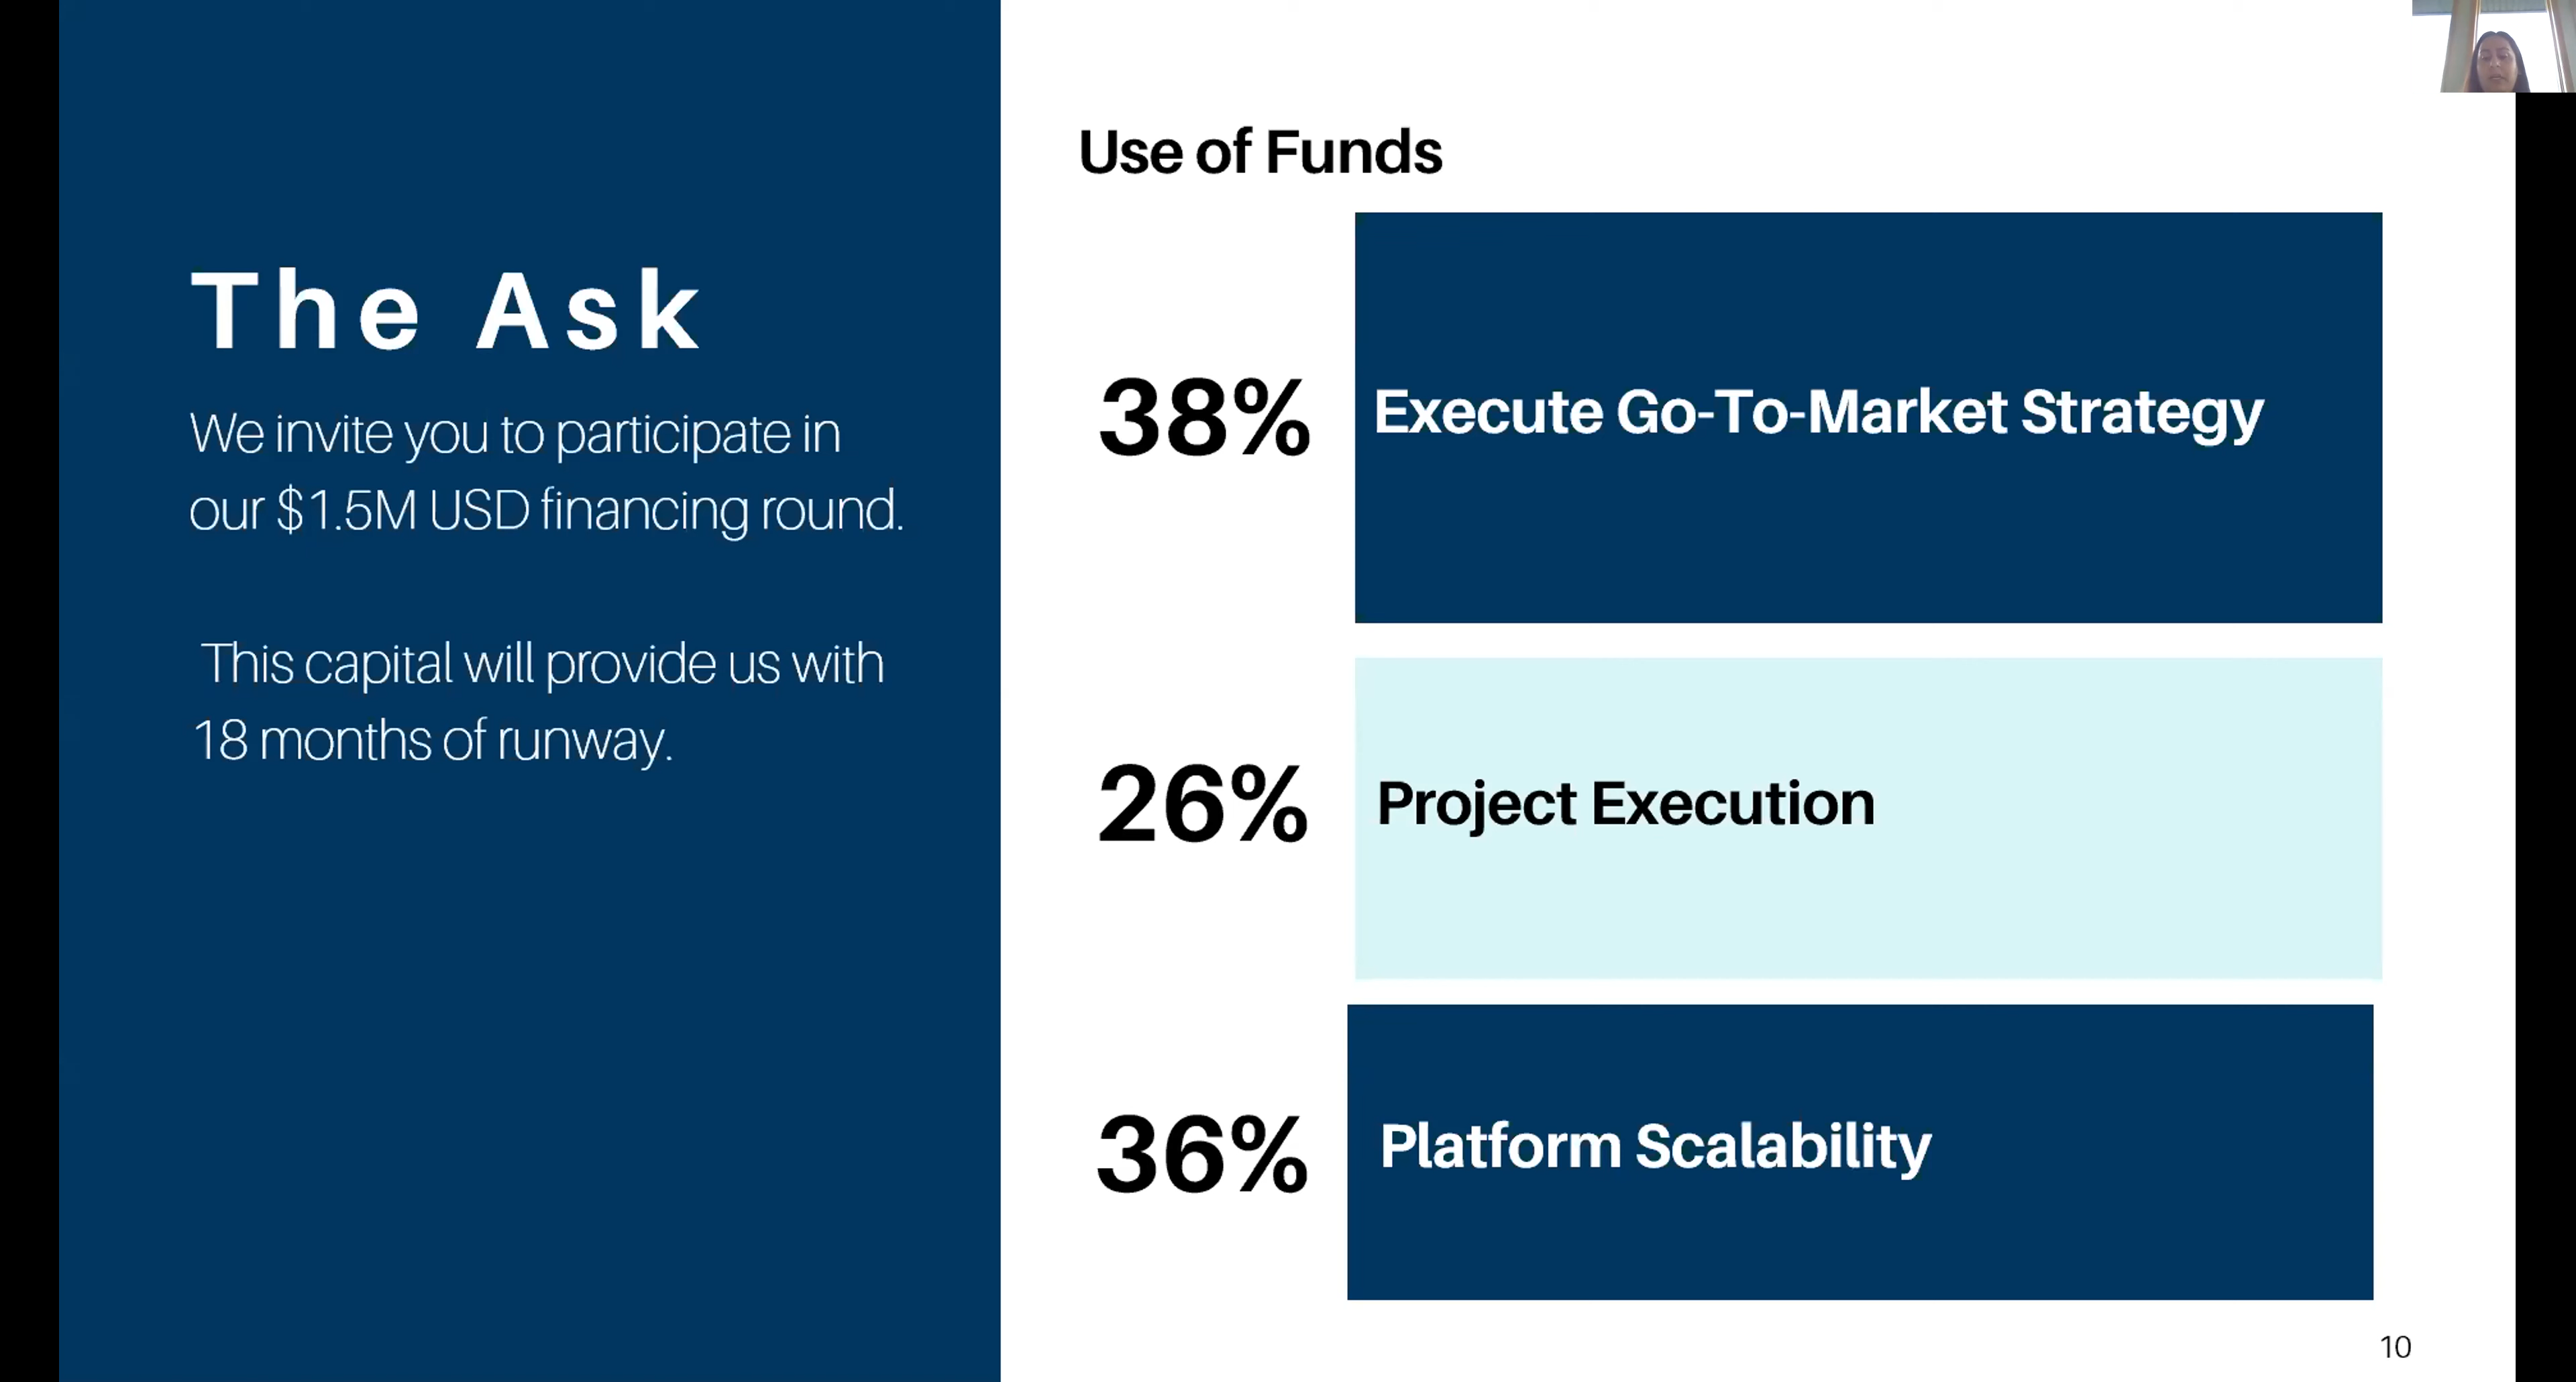 The Ask
We invite you to participate in
our $1.5M USD financing round.
This capital will provide us with
18 months of runway.
Use of Funds
38%
Execute Go-To-Market Strategy
26%
Project Execution
36%
Platform Scalability
10